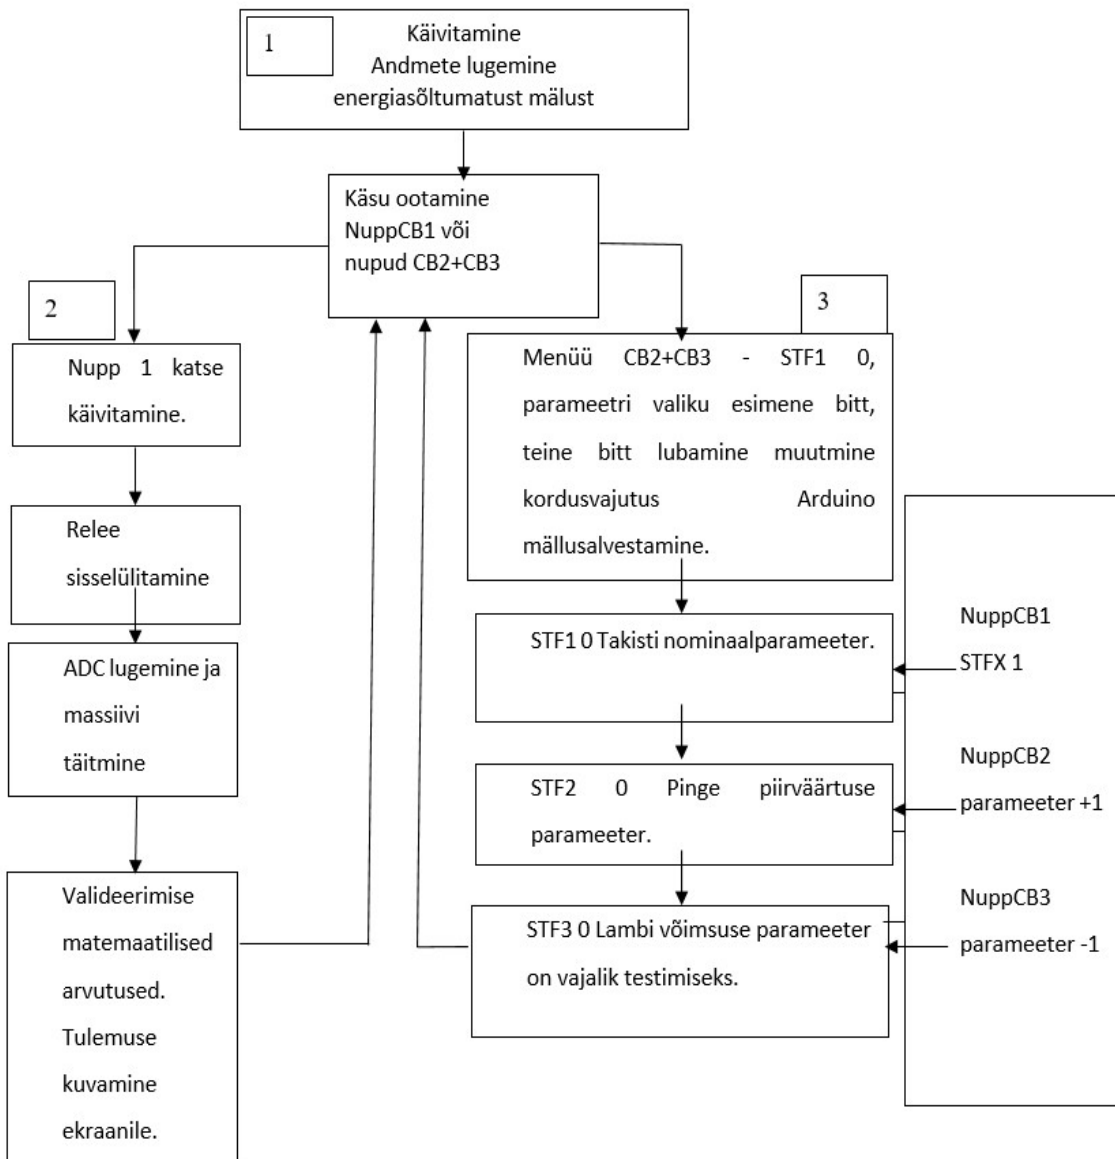 1
Käivitamine
Andmete lugemine
energiasõltumatust mälust
Käsu ootamine
NuppCB1 või
nupud CB2+CB3
2
Nupp 1 katse
käivitamine.
Relee
sisselülitamine
ADC lugemine ja
massiivi
täitmine
Valideerimise
matemaatilised
arvutused.
Tulemuse
kuvamine
ekraanile.
3
Menüü CB2+CB3 - STF1 0,
parameetri valiku esimene bitt,
teine bitt lubamine muutmine
kordusvajutus Arduino
mällusalvestamine.
STF1 0 Takisti nominaalparameeter.
STF2 0 Pinge piirväärtuse
parameeter.
STF3 0 Lambi võimsuse parameeter
on vajalik testimiseks.
NuppCB1
STFX 1
NuppCB2
parameeter +1
NuppCB3
parameeter -1